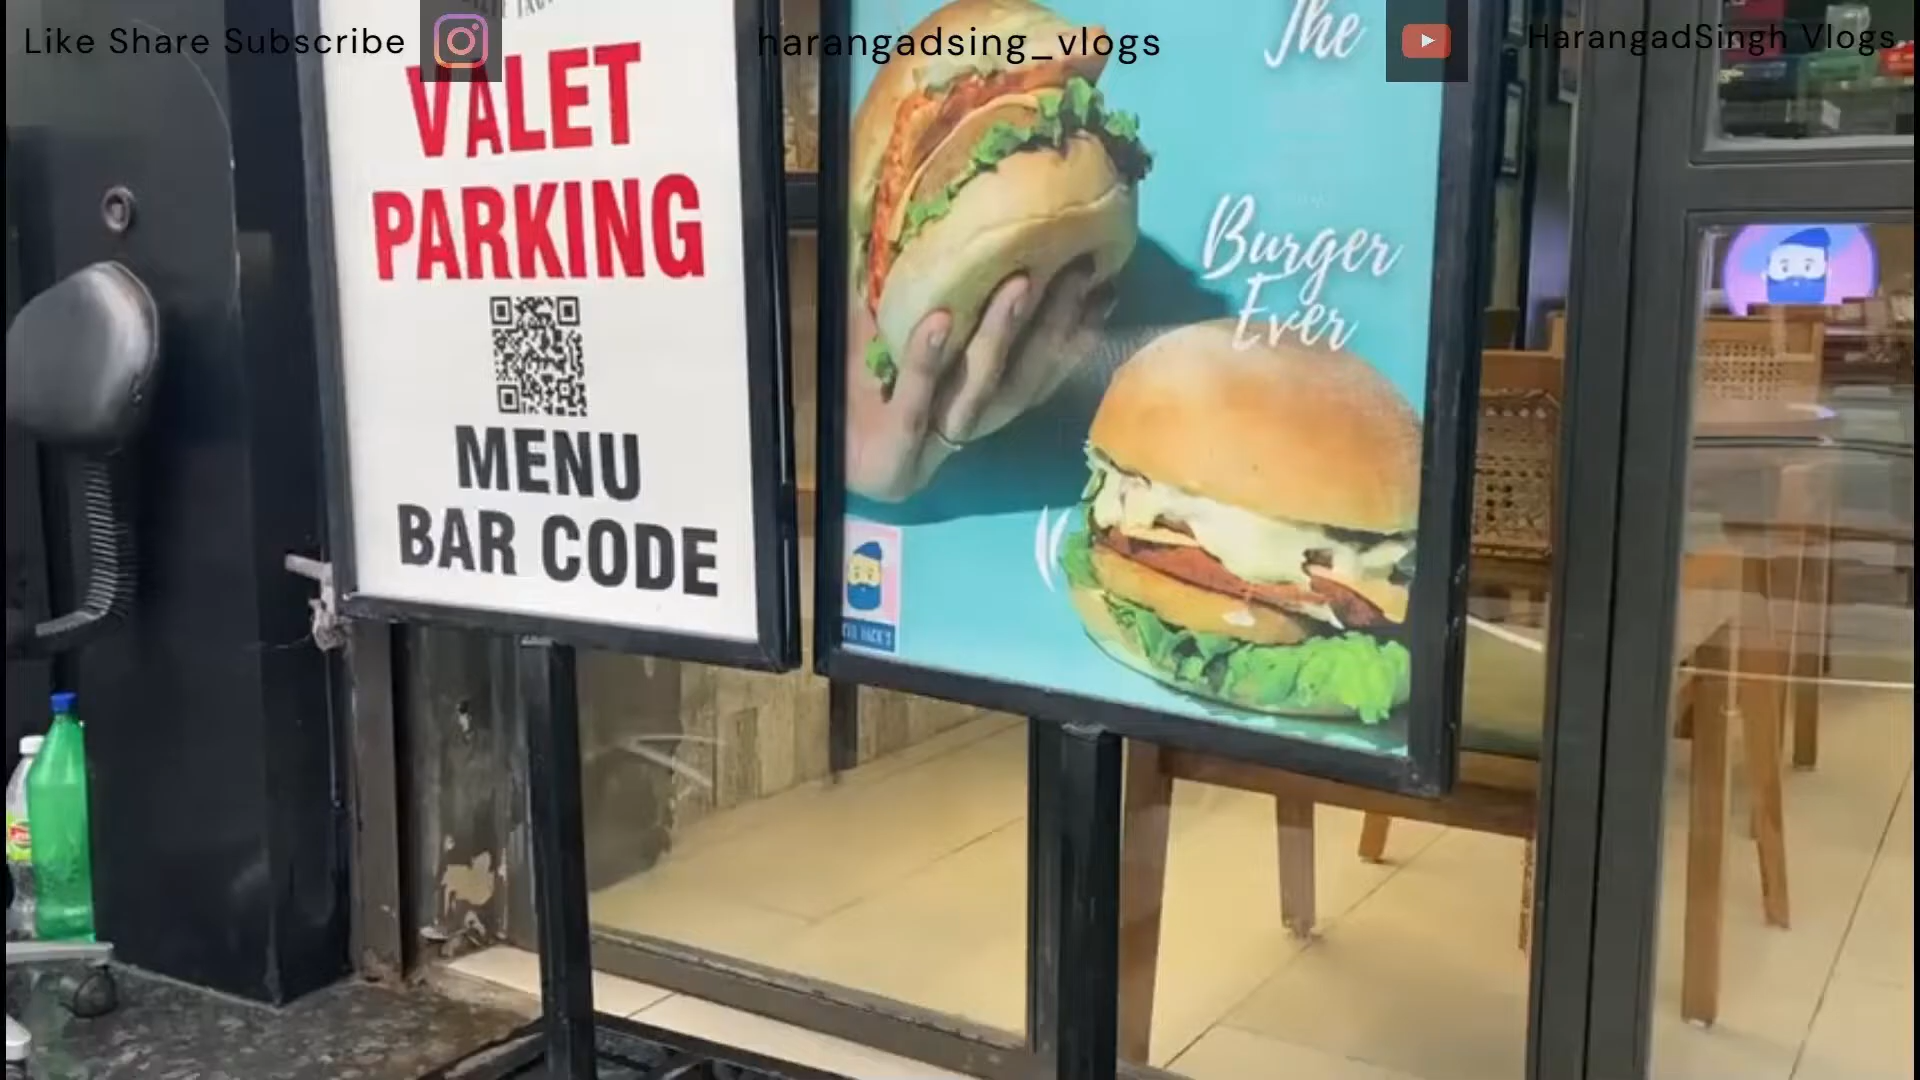 Like Share Subscribe
harangadsing_vlogs
HarangadSingh Vlogs
VALET
PARKING
MENU
BAR CODE
The
Burger
Ever